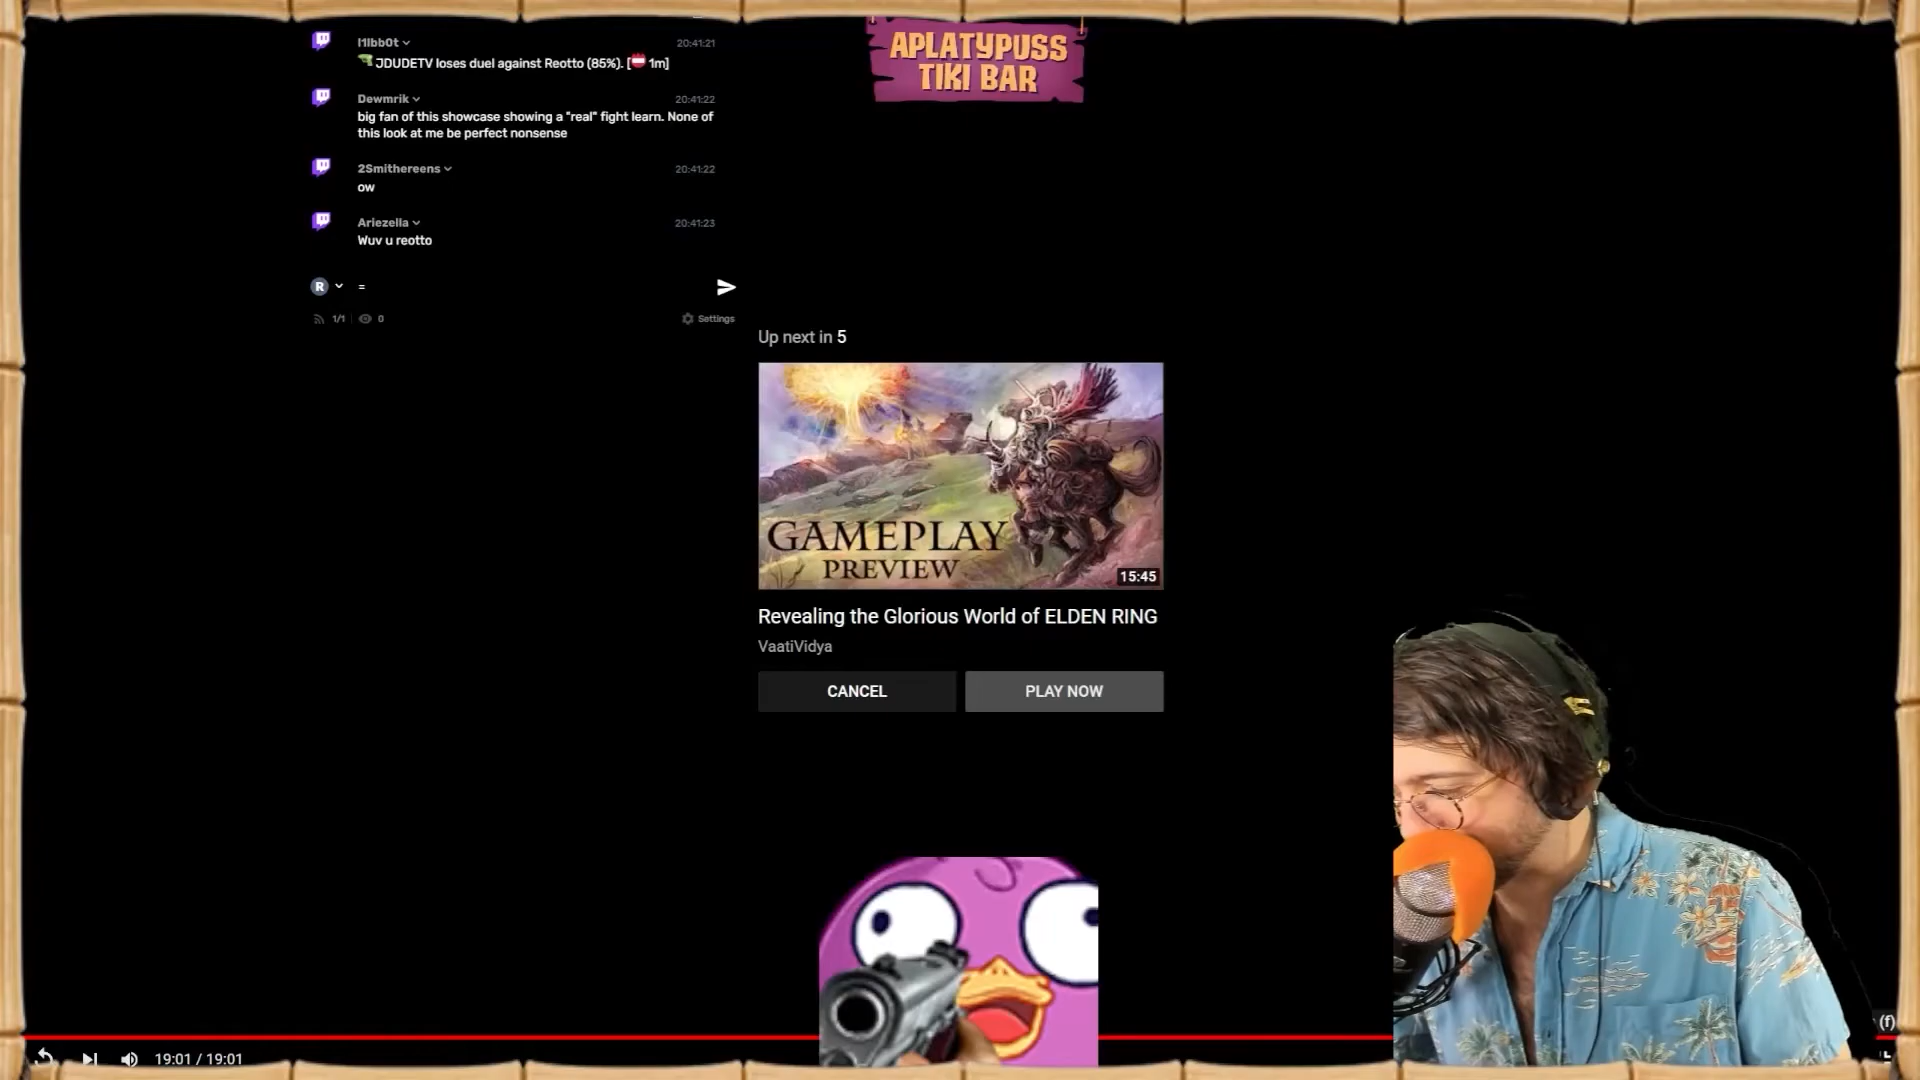 l1lbb0t
20:41:21
JDUDETV loses duel against Reotto (85%). [ 1m]
Dewmrik
20:41:22
big fan of this showcase showing a "real" fight learn. None of
this look at me be perfect nonsense
2Smithereens
20:41:22
ow
Ariezella
20:41:23
Wuv u reotto
R
=
1/1
0
Settings
APLATYPUSS
TIKI BAR
Up next in 5
GAMEPLAY
PREVIEW
15:45
Revealing the Glorious World of ELDEN RING
VaatiVidya
CANCEL
PLAY NOW
(f)
19:01 / 19:01